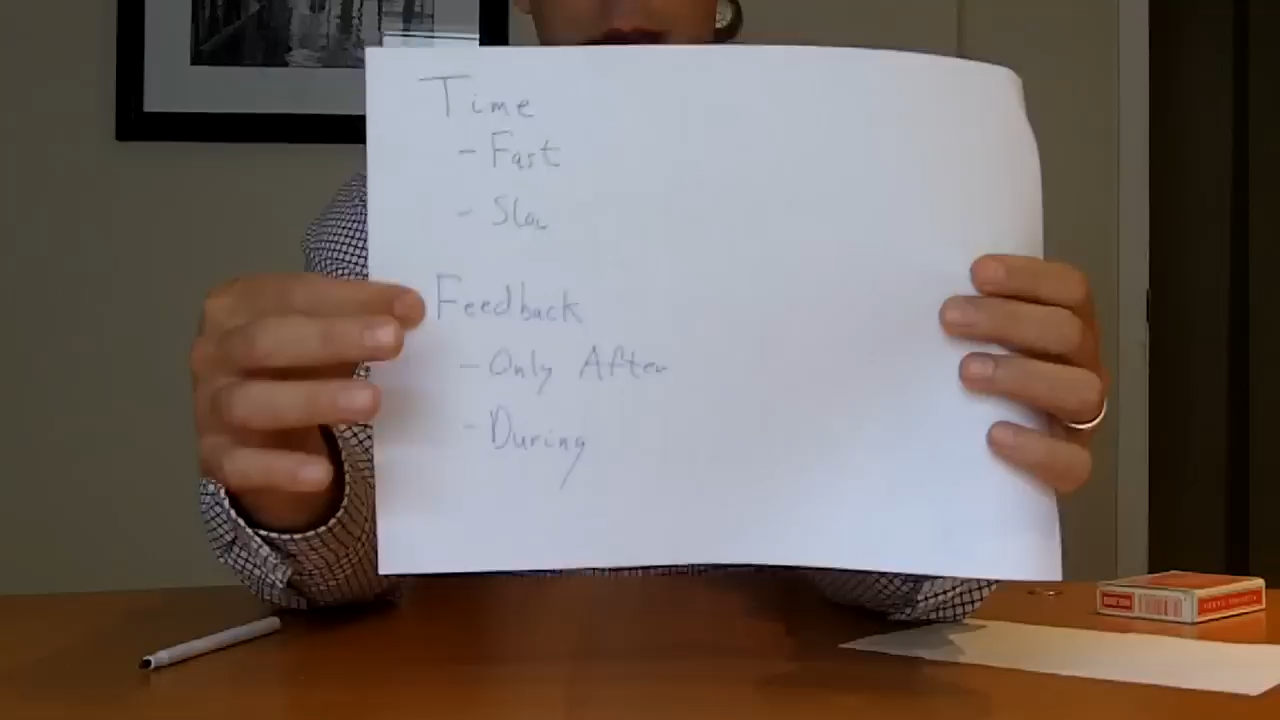 Time
- Fast
- Slow
Feedback
- Only After
- During